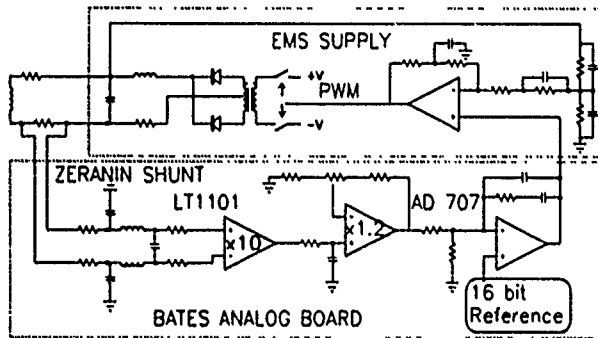 EMS SUPPLY
+V
PWM
-V
ZERANIN SHUNT
LT1101
AD 707
x10
x1.2
16 bit
Reference
BATES ANALOG BOARD